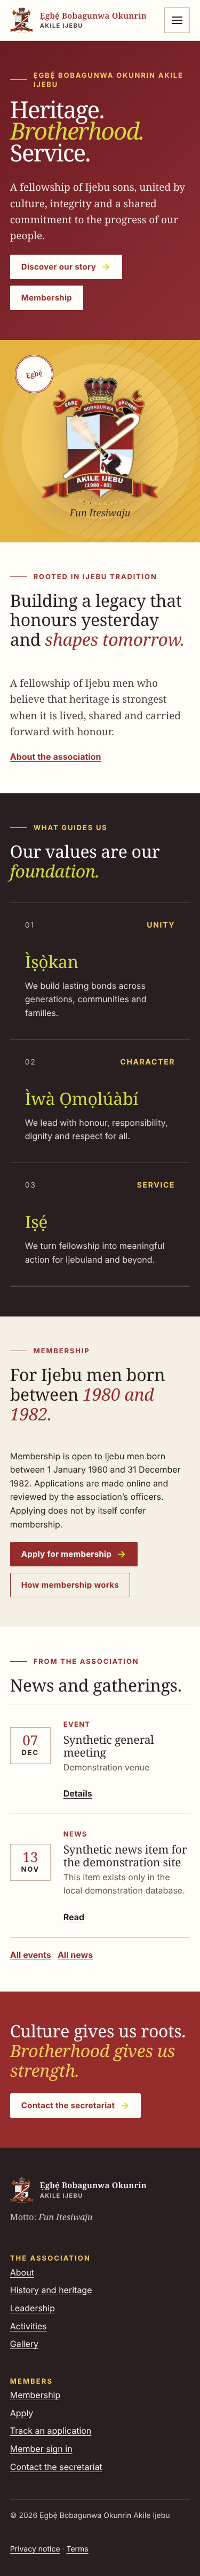 Ẹgbẹ́ Bobagunwa Okunrin
AKILE IJEBU
ẸGBẸ́ BOBAGUNWA OKUNRIN AKILE
IJEBU
Heritage.
Brotherhood.
Service.
A fellowship of Ijebu sons, united by
culture, integrity and a shared
commitment to the progress of our
people.
Discover our story →
Membership
Ẹgbẹ́
BOBAGUNWA
AKILE IJEBU
(1980 - 82)
Fun Itesiwaju
ROOTED IN IJEBU TRADITION
Building a legacy that
honours yesterday
and shapes tomorrow.
A fellowship of Ijebu men who
believe that heritage is strongest
when it is lived, shared and carried
forward with honour.
About the association
WHAT GUIDES US
Our values are our
foundation.
01 UNITY
Ìṣọ̀kan
We build lasting bonds across
generations, communities and
families.
02 CHARACTER
Ìwà Ọmọlúàbí
We lead with honour, responsibility,
dignity and respect for all.
03 SERVICE
Iṣẹ́
We turn fellowship into meaningful
action for Ijebuland and beyond.
MEMBERSHIP
For Ijebu men born
between 1980 and
1982.
Membership is open to Ijebu men born
between 1 January 1980 and 31 December
1982. Applications are made online and
reviewed by the association’s officers.
Applying does not by itself confer
membership.
Apply for membership →
How membership works
FROM THE ASSOCIATION
News and gatherings.
07
DEC
EVENT
Synthetic general
meeting
Demonstration venue
Details
13
NOV
NEWS
Synthetic news item for
the demonstration site
This item exists only in the
local demonstration database.
Read
All events All news
Culture gives us roots.
Brotherhood gives us
strength.
Contact the secretariat →
Ẹgbẹ́ Bobagunwa Okunrin
AKILE IJEBU
Motto: Fun Itesiwaju
THE ASSOCIATION
About
History and heritage
Leadership
Activities
Gallery
MEMBERS
Membership
Apply
Track an application
Member sign in
Contact the secretariat
© 2026 Ẹgbẹ́ Bobagunwa Okunrin Akile Ijebu
Privacy notice · Terms